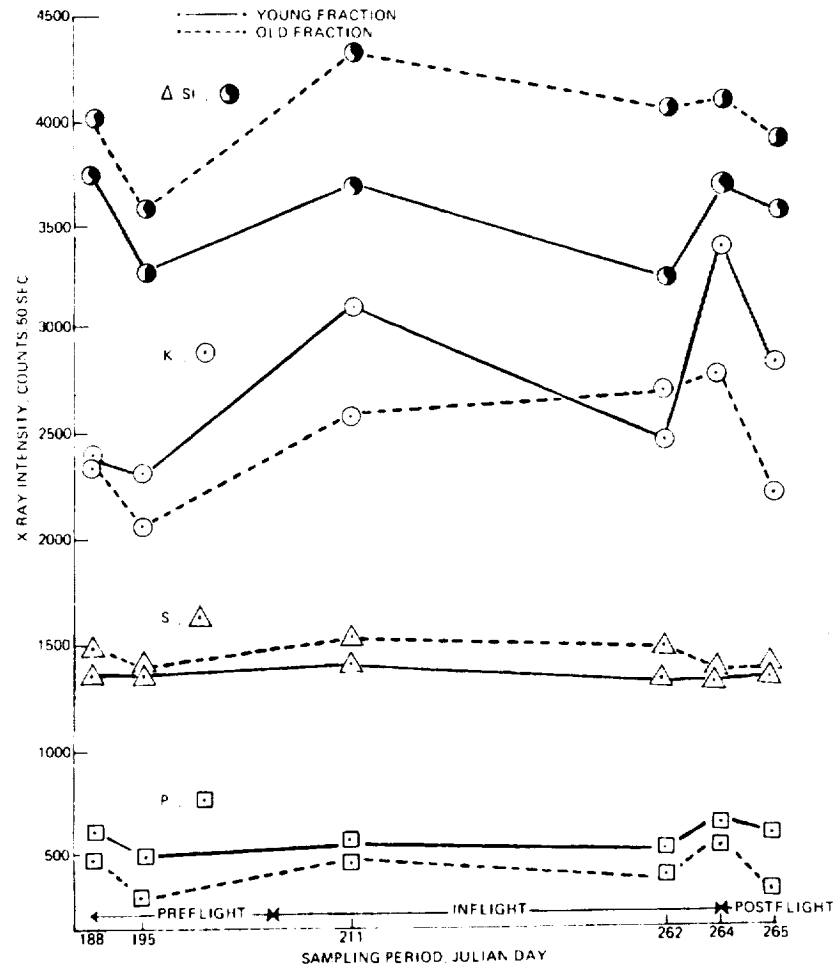 YOUNG FRACTION
OLD FRACTION
4500
4000
3500
3000
2500
2000
1500
1000
500
K
S
P
X RAY INTENSITY, COUNTS 50 SEC
PREFLIGHT
INFLIGHT
POSTFLIGHT
188 195 211 262 264 265
SAMPLING PERIOD, JULIAN DAY